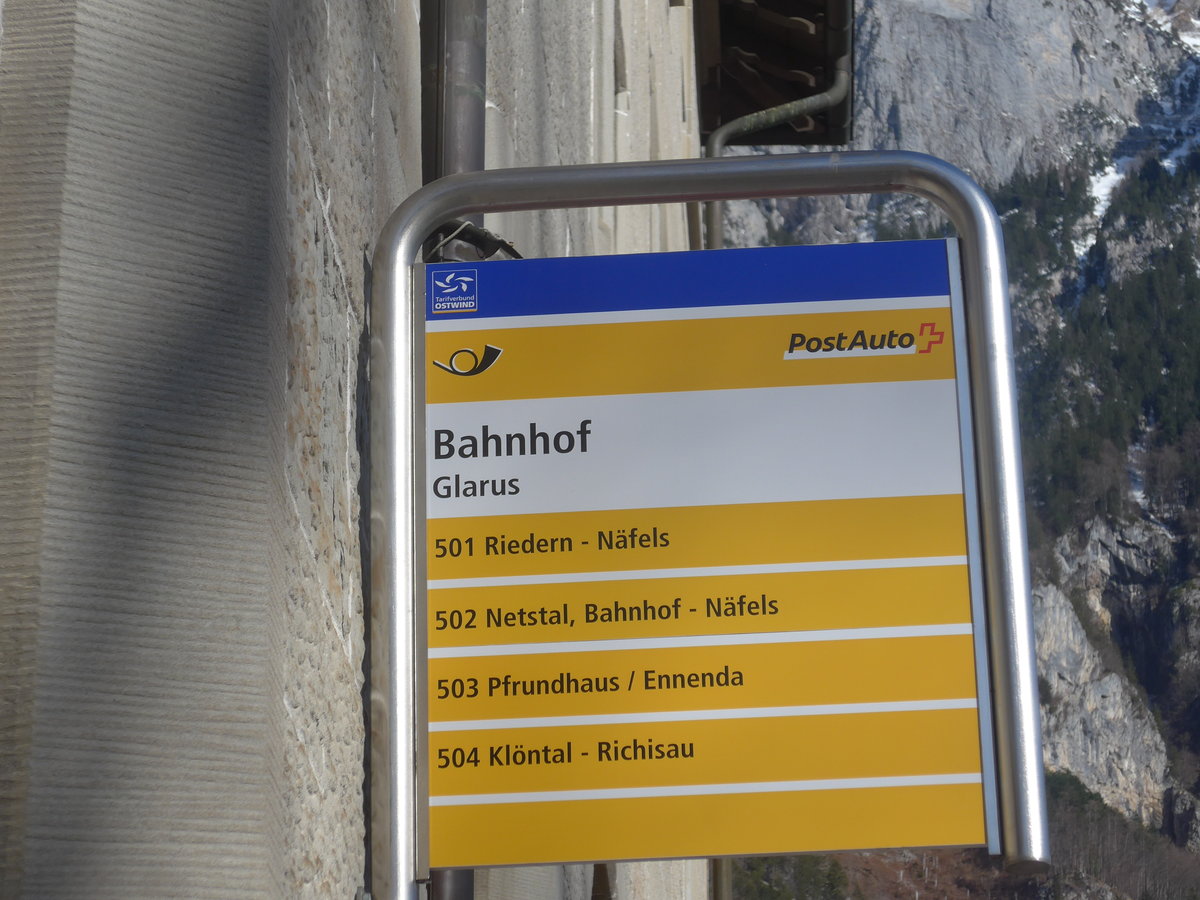 Tarifverbund
OSTWIND
PostAuto
Bahnhof
Glarus
501 Riedern - Näfels
502 Netstal, Bahnhof - Näfels
503 Pfrundhaus / Ennenda
504 Klöntal - Richisau